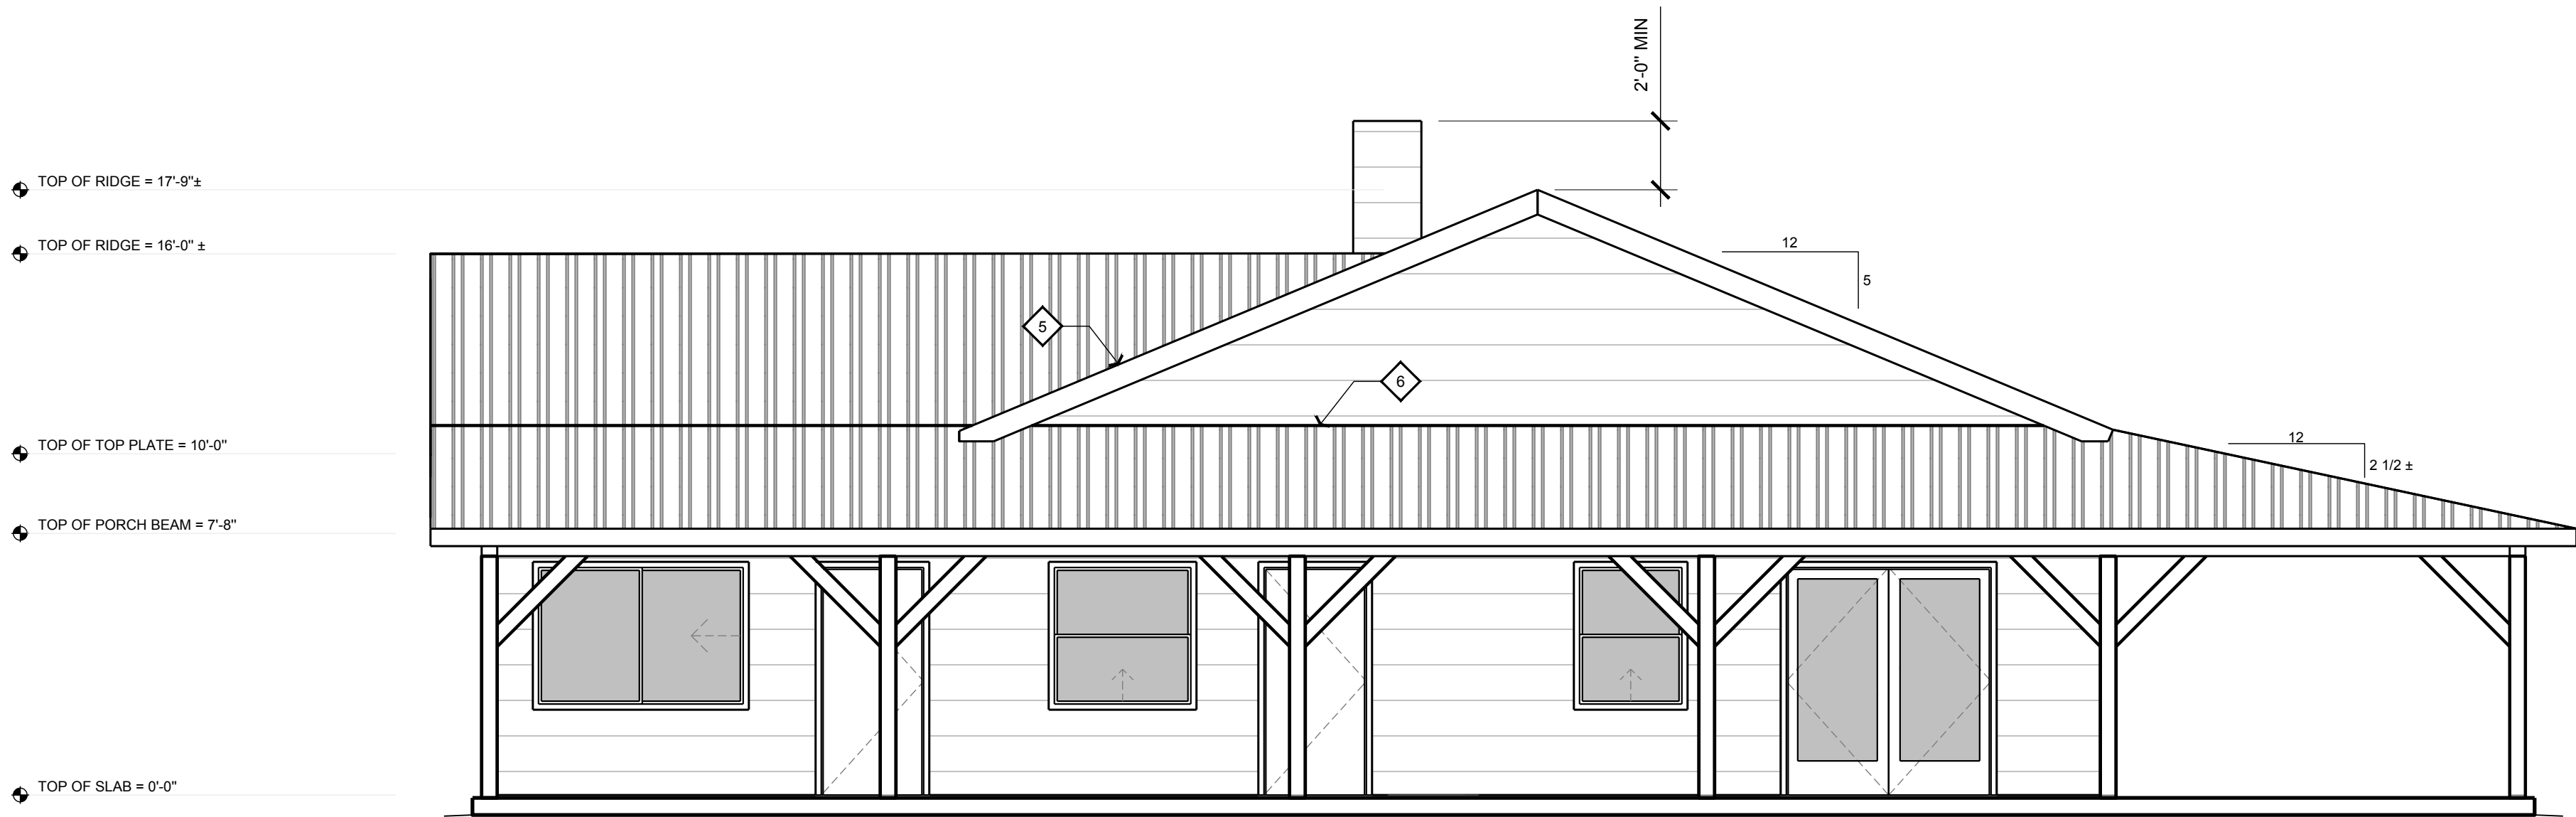 2'-0" MIN
TOP OF RIDGE = 17'-9"±
TOP OF RIDGE = 16'-0" ±
12
5
5
6
TOP OF TOP PLATE = 10'-0"
12
2 1/2 ±
TOP OF PORCH BEAM = 7'-8"
TOP OF SLAB = 0'-0"